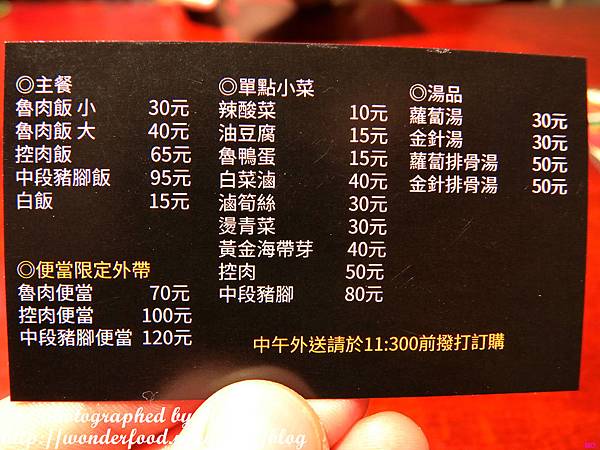 ◎主餐
魯肉飯 小 30元
魯肉飯 大 40元
控肉飯 65元
中段豬腳飯 95元
白飯 15元
◎便當限定外帶
魯肉便當 70元
控肉便當 100元
中段豬腳便當 120元
◎單點小菜
辣酸菜 10元
油豆腐 15元
魯鴨蛋 15元
白菜滷 40元
滷筍絲 30元
燙青菜 30元
黃金海帶芽 40元
控肉 50元
中段豬腳 80元
◎湯品
蘿蔔湯 30元
金針湯 30元
蘿蔔排骨湯 50元
金針排骨湯 50元
中午外送請於11:300前撥打訂購
photographed by
http://wonderfood.
blog